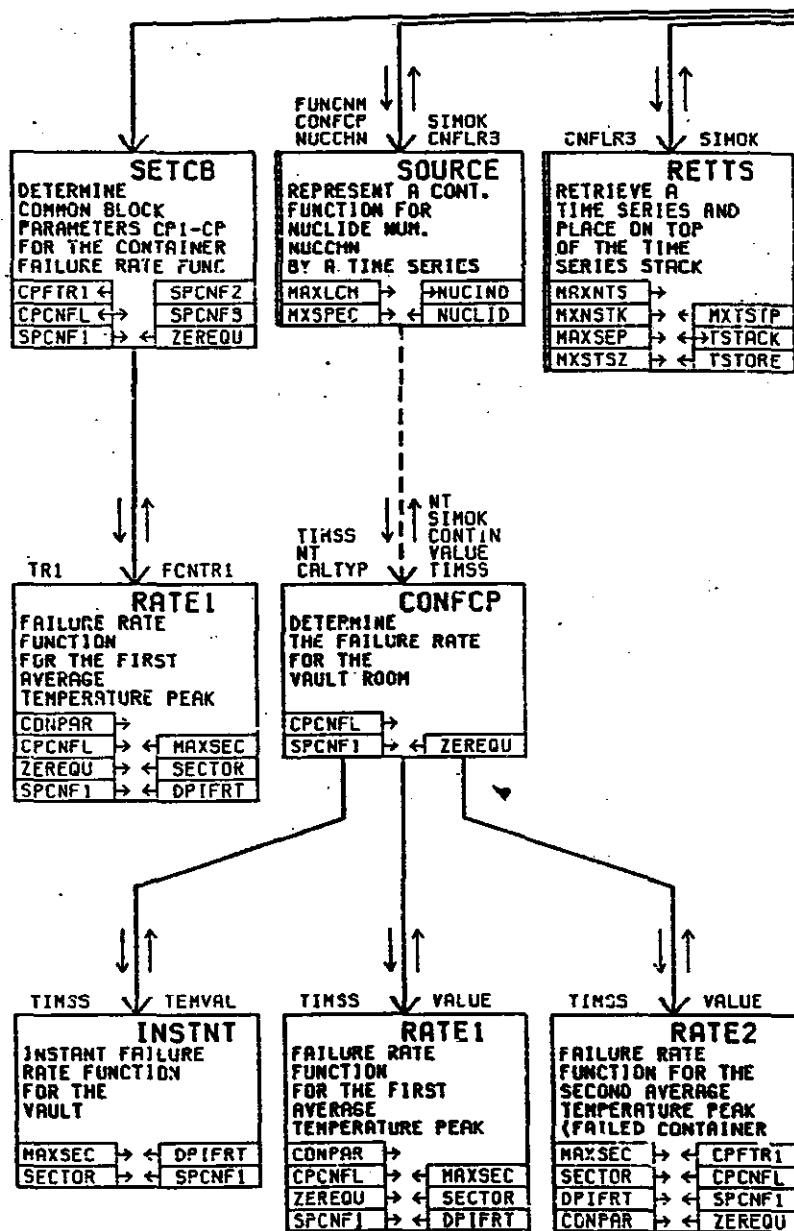 FUNCNM
CONFCP
NUCCHN
SIMOK
CNFLR3
CNFLR3
SIMOK
SETCB
DETERMINE
COMMON BLOCK
PARAMETERS CP1-CP
FOR THE CONTAINER
FAILURE RATE FUNC
CPFTR1
SPCNF2
CPCNFL
SPCNF3
SPCNF1
ZEREQU
SOURCE
REPRESENT A CONT.
FUNCTION FOR
NUCLIDE NUM.
NUCCHN
BY A TIME SERIES
MAXLCH
NUCIND
MXSPEC
NUCLID
RETTS
RETRIEVE A
TIME SERIES AND
PLACE ON TOP
OF THE TIME
SERIES STACK
MAXNTS
MXNSTK
MXTSTP
MAXSEP
TSTACK
MXSTSZ
TSTORE
TR1
FCNTR1
TIMSS
NT
CALTYP
NT
SIMOK
CONTIN
VALUE
TIMSS
RATE1
FAILURE RATE
FUNCTION
FOR THE FIRST
AVERAGE
TEMPERATURE PEAK
CONPAR
CPCNFL
MAXSEC
ZEREQU
SECTOR
SPCNF1
DPIFRT
CONFCP
DETERMINE
THE FAILURE RATE
FOR THE
VAULT ROOM
CPCNFL
SPCNF1
ZEREQU
TIMSS
TEMVAL
TIMSS
VALUE
TIMSS
VALUE
INSTNT
INSTANT FAILURE
RATE FUNCTION
FOR THE
VAULT
MAXSEC
DPIFRT
SECTOR
SPCNF1
RATE1
FAILURE RATE
FUNCTION
FOR THE FIRST
AVERAGE
TEMPERATURE PEAK
CONPAR
CPCNFL
MAXSEC
ZEREQU
SECTOR
SPCNF1
DPIFRT
RATE2
FAILURE RATE
FUNCTION FOR THE
SECOND AVERAGE
TEMPERATURE PEAK
(FAILED CONTAINER
MAXSEC
CPFTR1
SECTOR
CPCNFL
DPIFRT
SPCNF1
CONPAR
ZEREQU